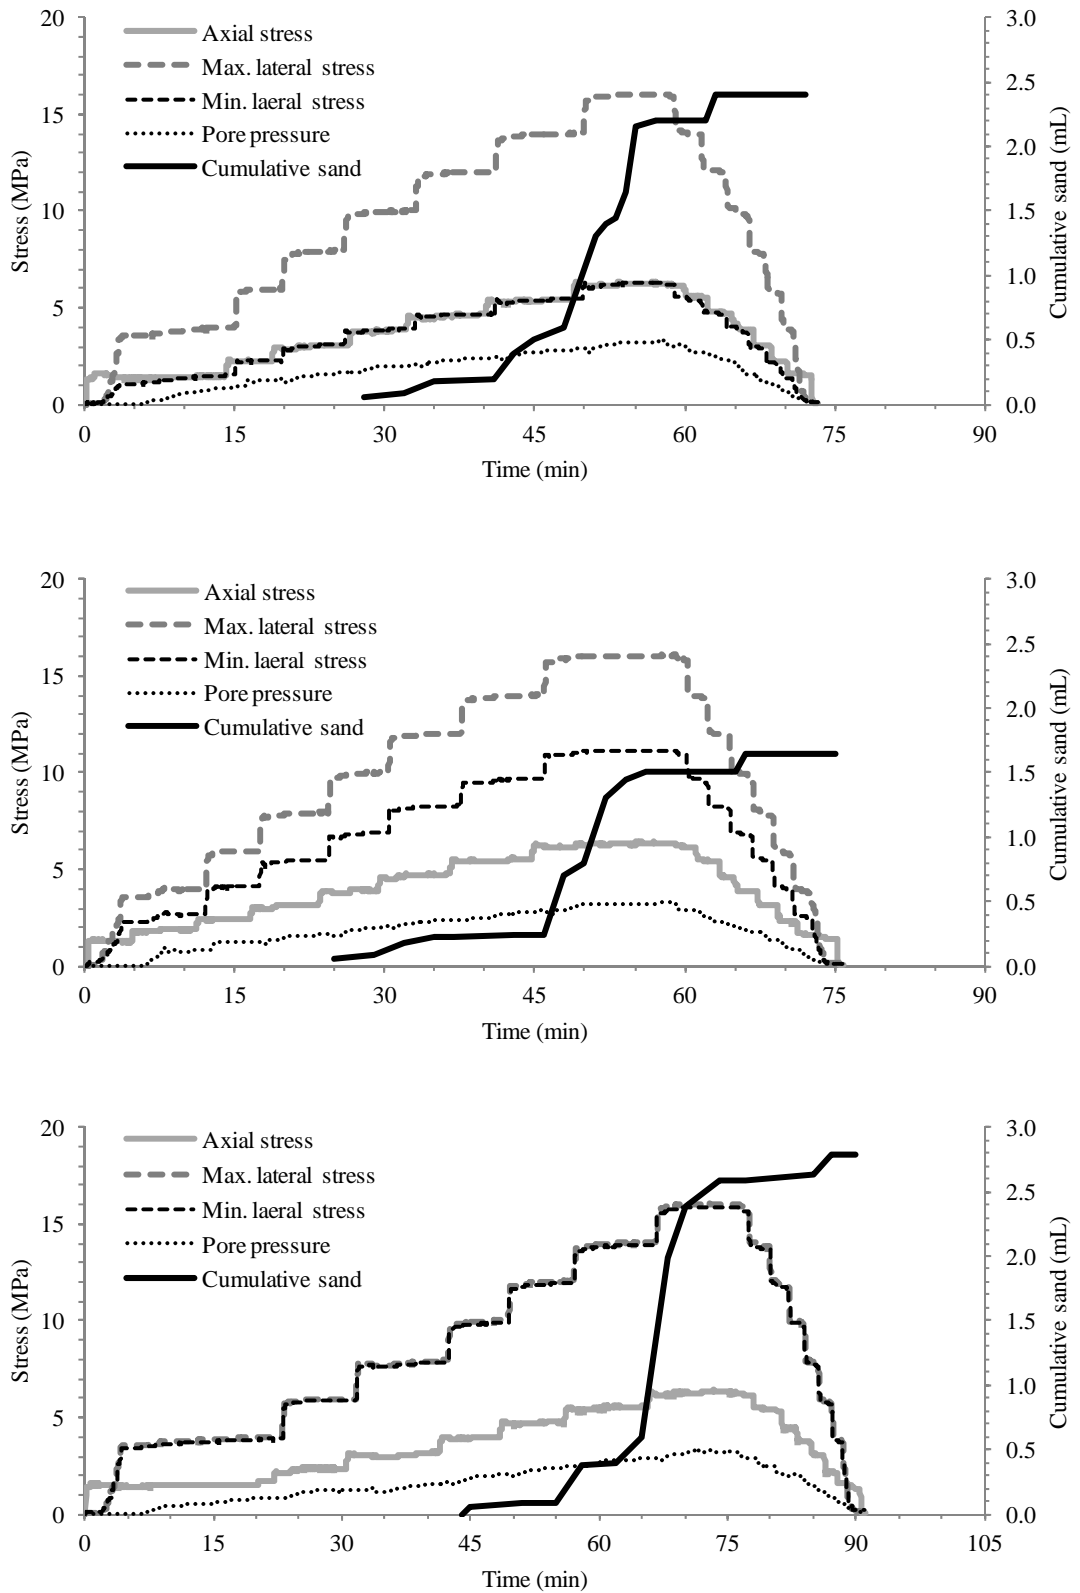 20
15
10
5
0
Stress (MPa)
Axial stress
Max. lateral stress
Min. laeral stress
Pore pressure
Cumulative sand
3.0
2.5
2.0
1.5
1.0
0.5
0.0
Cumulative sand (mL)
0 15 30 45 60 75 90
Time (min)
20
15
10
5
0
Stress (MPa)
Axial stress
Max. lateral stress
Min. laeral stress
Pore pressure
Cumulative sand
3.0
2.5
2.0
1.5
1.0
0.5
0.0
Cumulative sand (mL)
0 15 30 45 60 75 90
Time (min)
20
15
10
5
0
Stress (MPa)
Axial stress
Max. lateral stress
Min. laeral stress
Pore pressure
Cumulative sand
3.0
2.5
2.0
1.5
1.0
0.5
0.0
Cumulative sand (mL)
0 15 30 45 60 75 90 105
Time (min)